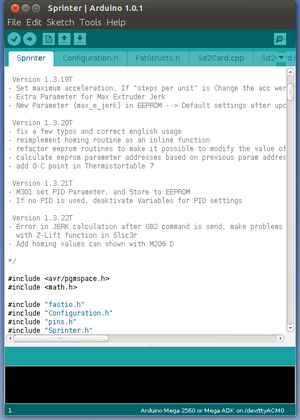 Sprinter | Arduino 1.0.1
File Edit Sketch Tools Help
Sprinter Configuration.h FatStructs.h Sd2Card.cpp
Version 1.3.19T
- Set maximum acceleration. If "steps per unit" is Change the acc wer
- Extra Parameter for Max Extruder Jerk
- New Parameter (max_e_jerk) in EEPROM --> Default settings after upd
Version 1.3.20T
- fix a few typos and correct english usage
- reimplement homing routine as an inline function
- refactor eeprom routines to make it possible to modify the value of
- calculate eeprom parameter addresses based on previous param addres
- add 0 C point in Thermistortable 7
Version 1.3.21T
- M301 set PID Parameter, and Store to EEPROM
- If no PID is used, deaktivate Variables for PID settings
Version 1.3.22T
- Error in JERK calculation after G92 command is send, make problems
with Z-Lift function in Slic3r
- Add homing values can shown with M206 D
*/
#include <avr/pgmspace.h>
#include <math.h>
#include "fastio.h"
#include "Configuration.h"
#include "pins.h"
#include "Sprinter.h"
1 Arduino Mega 2560 or Mega ADK on /dev/ttyACM0